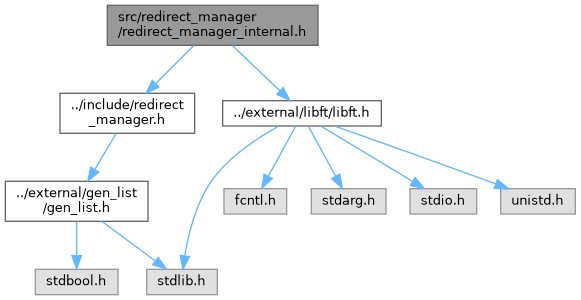 src/redirect_manager
/redirect_manager_internal.h
../include/redirect
_manager.h
../external/libft/libft.h
../external/gen_list
/gen_list.h
fcntl.h
stdarg.h
stdio.h
unistd.h
stdbool.h
stdlib.h